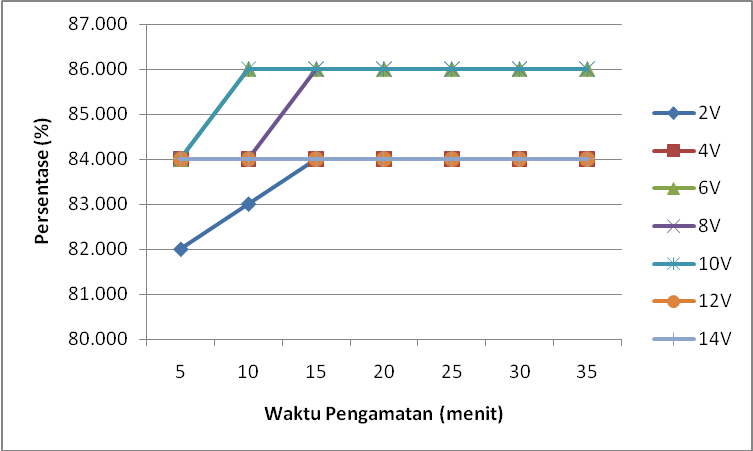 87.000
86.000
85.000
84.000
83.000
82.000
81.000
80.000
Persentase (%)
5 10 15 20 25 30 35
Waktu Pengamatan (menit)
2V
4V
6V
8V
10V
12V
14V